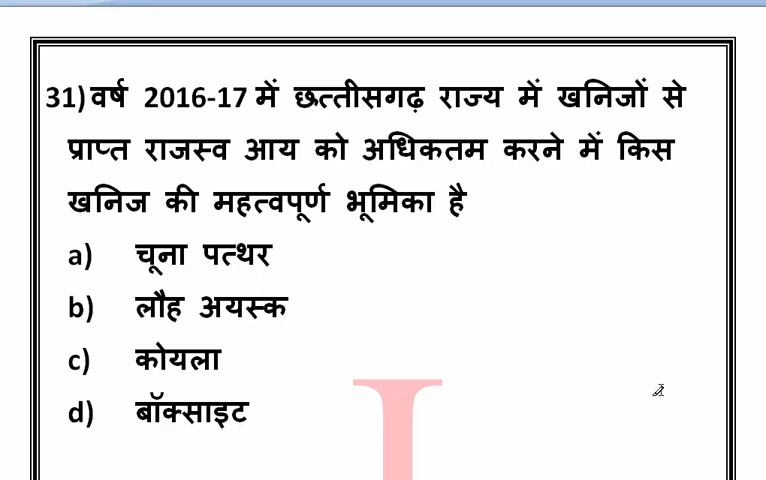 31) वर्ष 2016-17 में छत्तीसगढ़ राज्य में खनिजों से
प्राप्त राजस्व आय को अधिकतम करने में किस
खनिज की महत्वपूर्ण भूमिका है
a) चूना पत्थर
b) लौह अयस्क
c) कोयला
d) बॉक्साइट